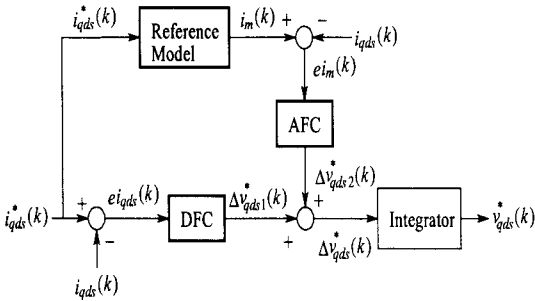 i*qds(k)
Reference
Model
im(k)
+
−
iqds(k)
eim(k)
AFC
Δv*qds2(k)
i*qds(k)
+
−
eiqds(k)
DFC
Δv*qds1(k)
+
+
Δv*qds(k)
Integrator
v*qds(k)
iqds(k)